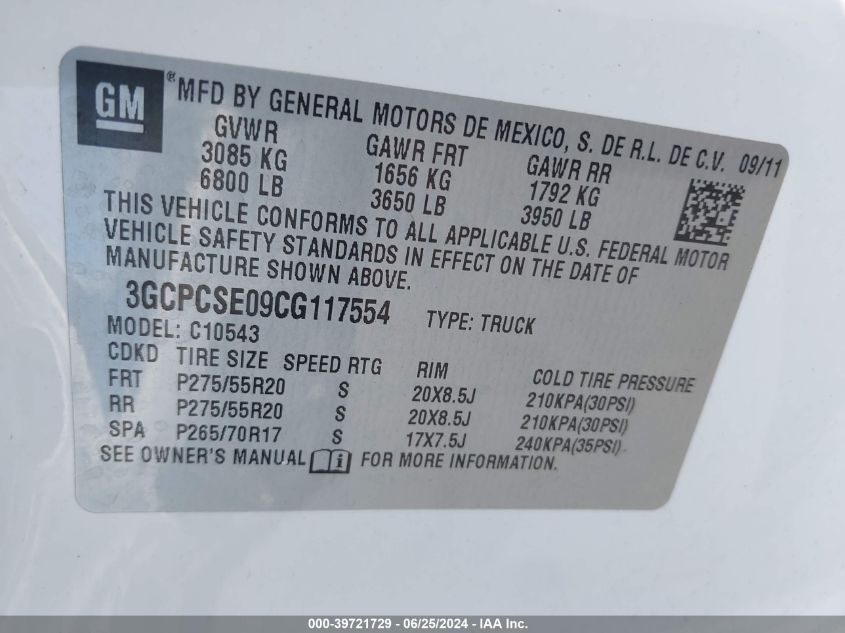 GM ® MFD BY GENERAL MOTORS DE MEXICO, S. DE R.L. DE C.V. 09/11
GVWR GAWR FRT GAWR RR
3085 KG 1656 KG 1792 KG
6800 LB 3650 LB 3950 LB
THIS VEHICLE CONFORMS TO ALL APPLICABLE U.S. FEDERAL MOTOR
VEHICLE SAFETY STANDARDS IN EFFECT ON THE DATE OF
MANUFACTURE SHOWN ABOVE.
3GCPCSE09CG117554 TYPE: TRUCK
MODEL: C10543
CDKD TIRE SIZE SPEED RTG RIM COLD TIRE PRESSURE
FRT P275/55R20 S 20X8.5J 210KPA(30PSI)
RR P275/55R20 S 20X8.5J 210KPA(30PSI)
SPA P265/70R17 S 17X7.5J 240KPA(35PSI)
SEE OWNER'S MANUAL i FOR MORE INFORMATION.
000-39721729 - 06/25/2024 - IAA Inc.